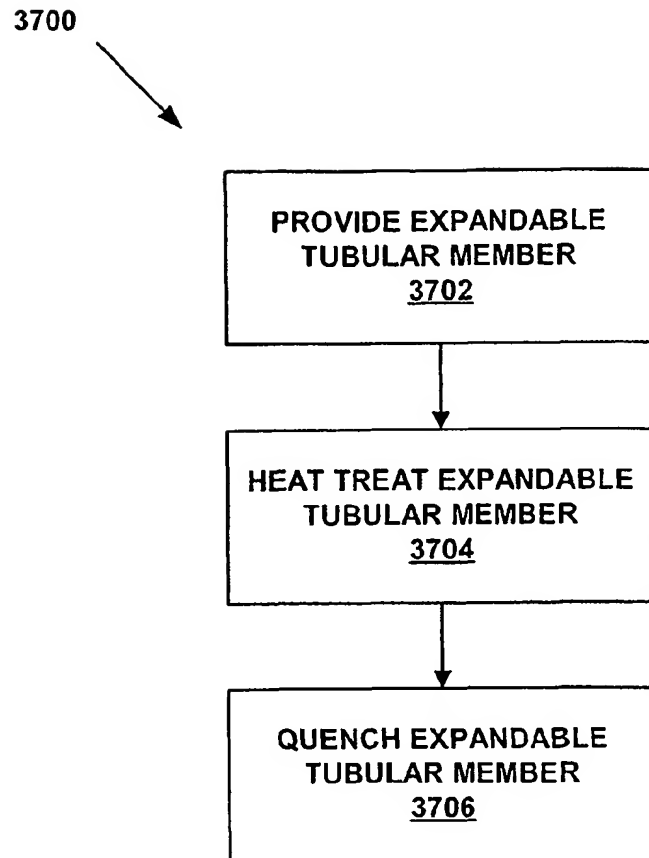 3700
PROVIDE EXPANDABLE
TUBULAR MEMBER
3702
HEAT TREAT EXPANDABLE
TUBULAR MEMBER
3704
QUENCH EXPANDABLE
TUBULAR MEMBER
3706